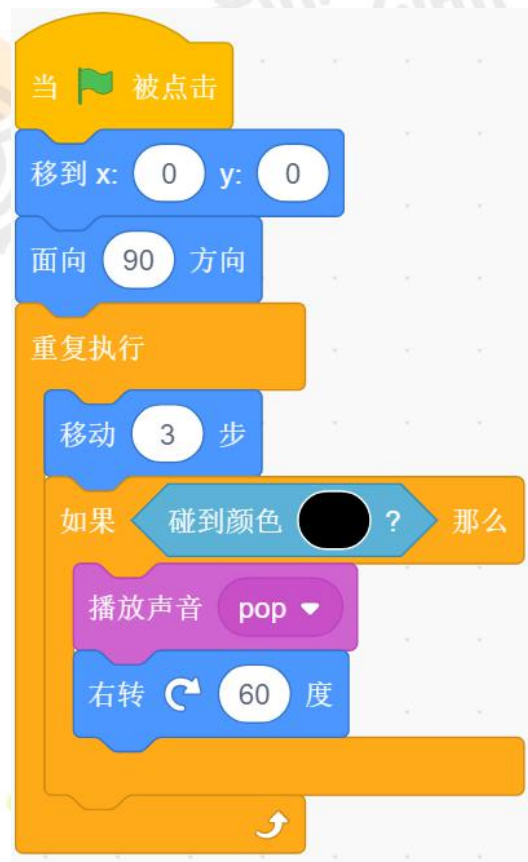 当 被点击
移到 x: 0 y: 0
面向 90 方向
重复执行
移动 3 步
如果 碰到颜色 ? 那么
播放声音 pop
右转 60 度